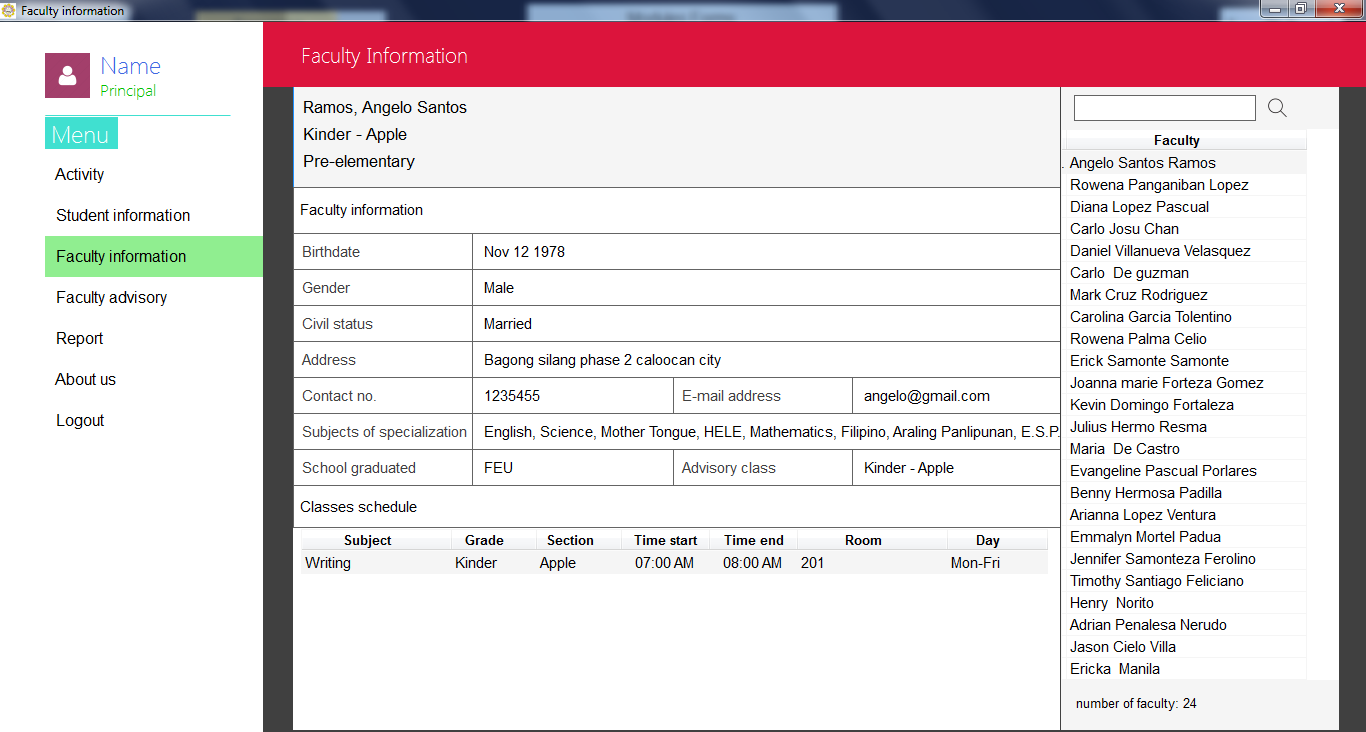 Faculty information
Name
Principal
Menu
Activity
Student information
Faculty information
Faculty advisory
Report
About us
Logout
Faculty Information
Ramos, Angelo Santos
Kinder - Apple
Pre-elementary
Faculty information
Birthdate Nov 12 1978
Gender Male
Civil status Married
Address Bagong silang phase 2 caloocan city
Contact no. 1235455 E-mail address angelo@gmail.com
Subjects of specialization English, Science, Mother Tongue, HELE, Mathematics, Filipino, Araling Panlipunan, E.S.P.
School graduated FEU Advisory class Kinder - Apple
Classes schedule
Subject Grade Section Time start Time end Room Day
Writing Kinder Apple 07:00 AM 08:00 AM 201 Mon-Fri
Faculty
Angelo Santos Ramos
Rowena Panganiban Lopez
Diana Lopez Pascual
Carlo Josu Chan
Daniel Villanueva Velasquez
Carlo  De guzman
Mark Cruz Rodriguez
Carolina Garcia Tolentino
Rowena Palma Celio
Erick Samonte Samonte
Joanna marie Forteza Gomez
Kevin Domingo Fortaleza
Julius Hermo Resma
Maria  De Castro
Evangeline Pascual Porlares
Benny Hermosa Padilla
Arianna Lopez Ventura
Emmalyn Mortel Padua
Jennifer Samonteza Ferolino
Timothy Santiago Feliciano
Henry  Norito
Adrian Penalesa Nerudo
Jason Cielo Villa
Ericka  Manila
number of faculty: 24